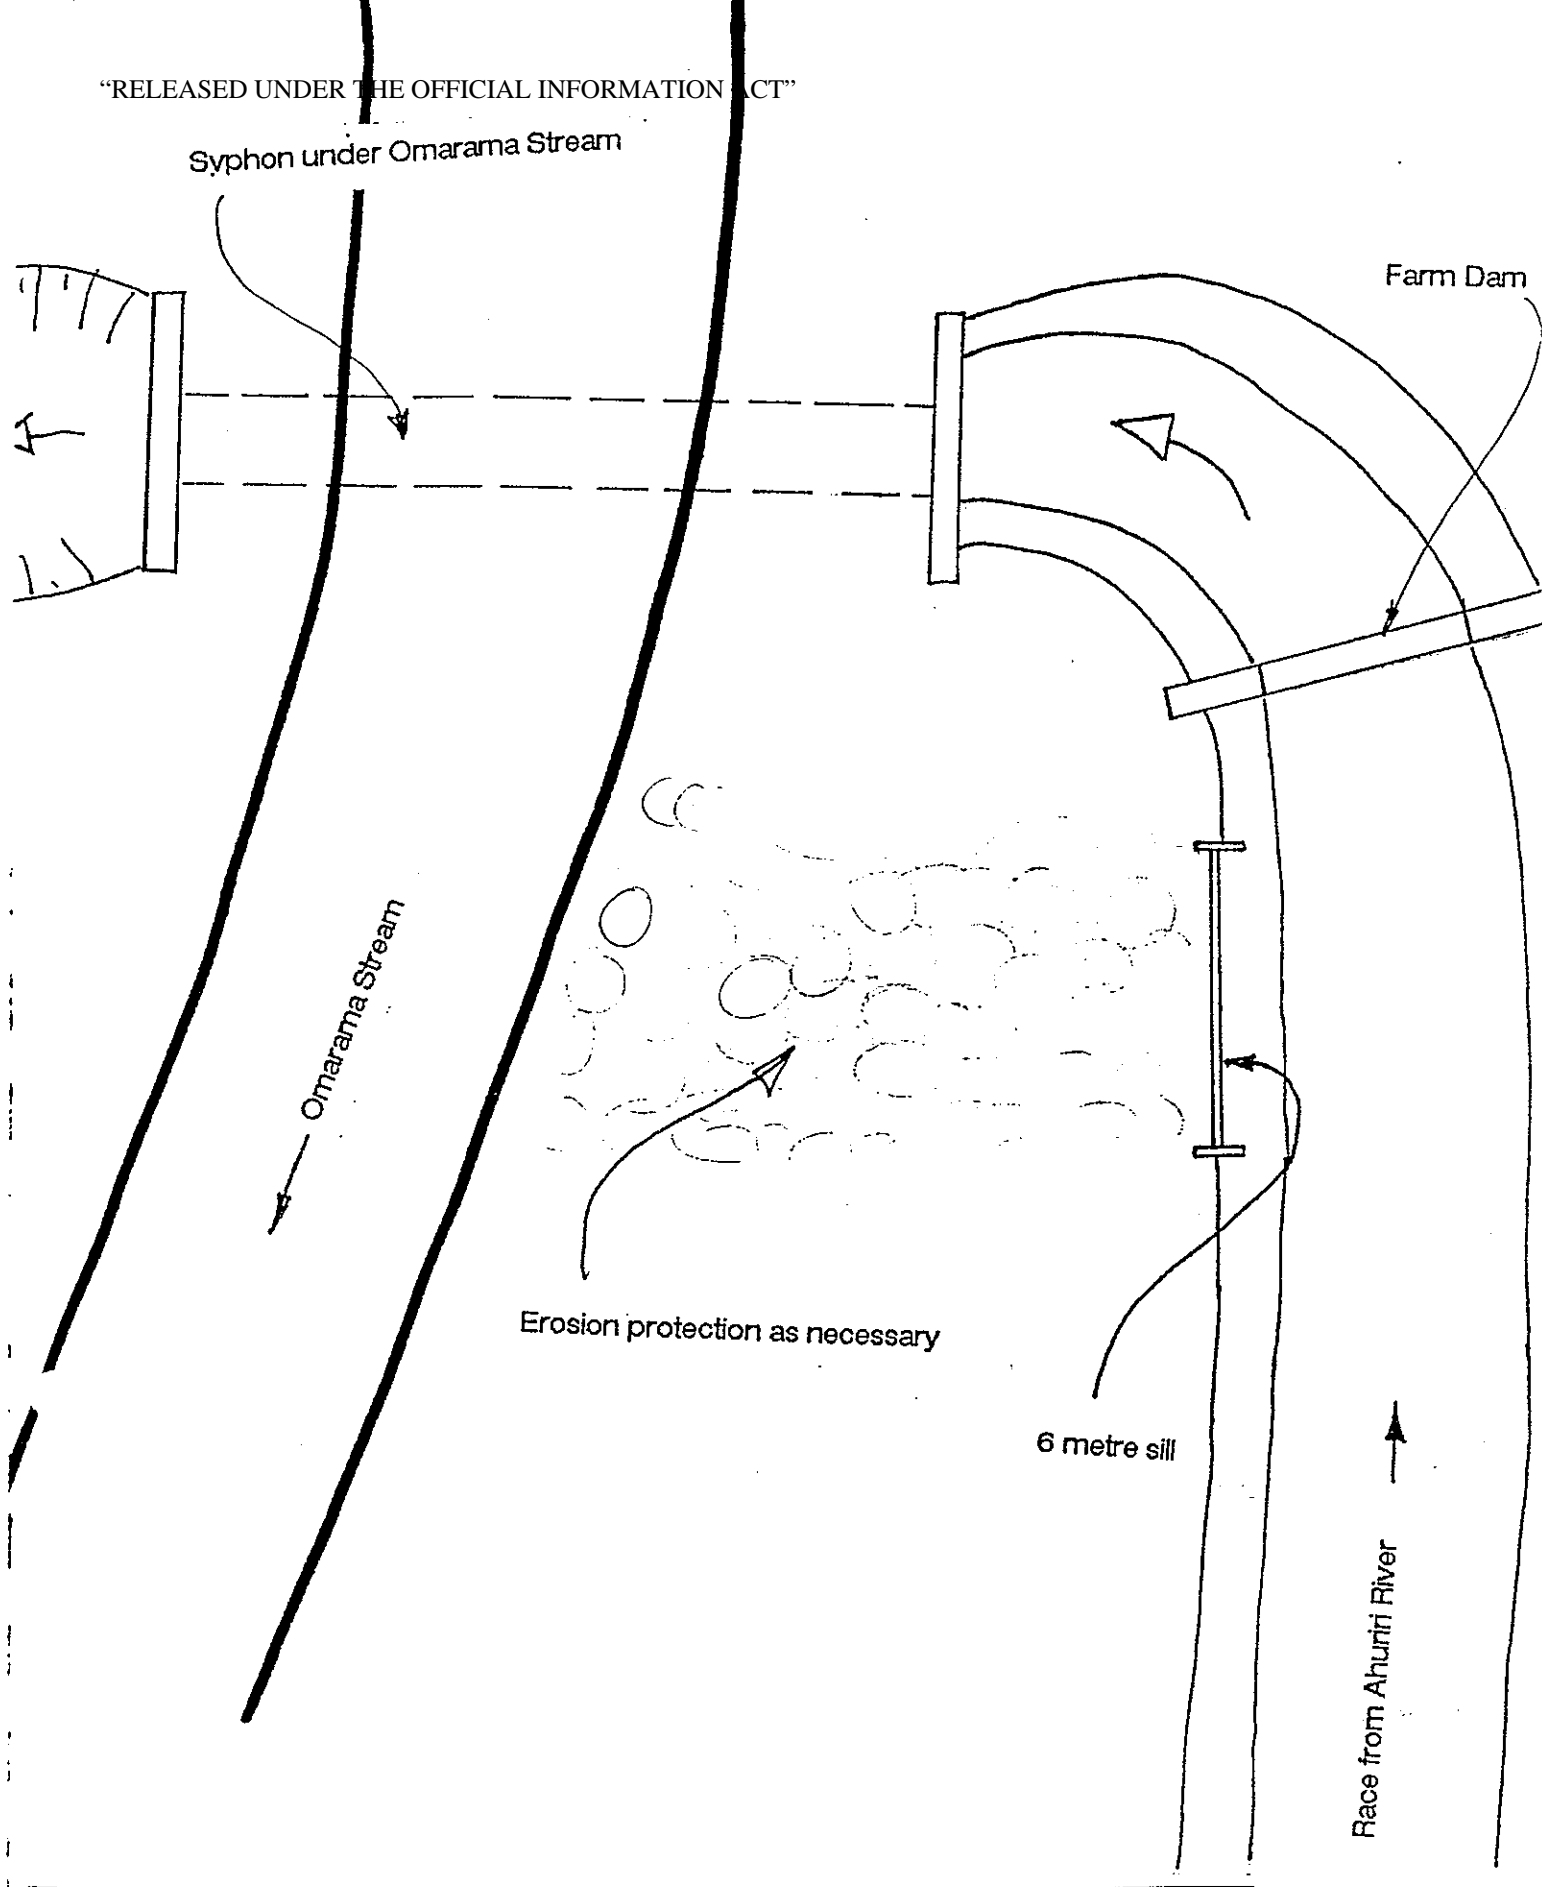 “RELEASED UNDER THE OFFICIAL INFORMATION ACT”
Syphon under Omarama Stream
Farm Dam
Omarama Stream
Erosion protection as necessary
6 metre sill
Race from Ahuriri River